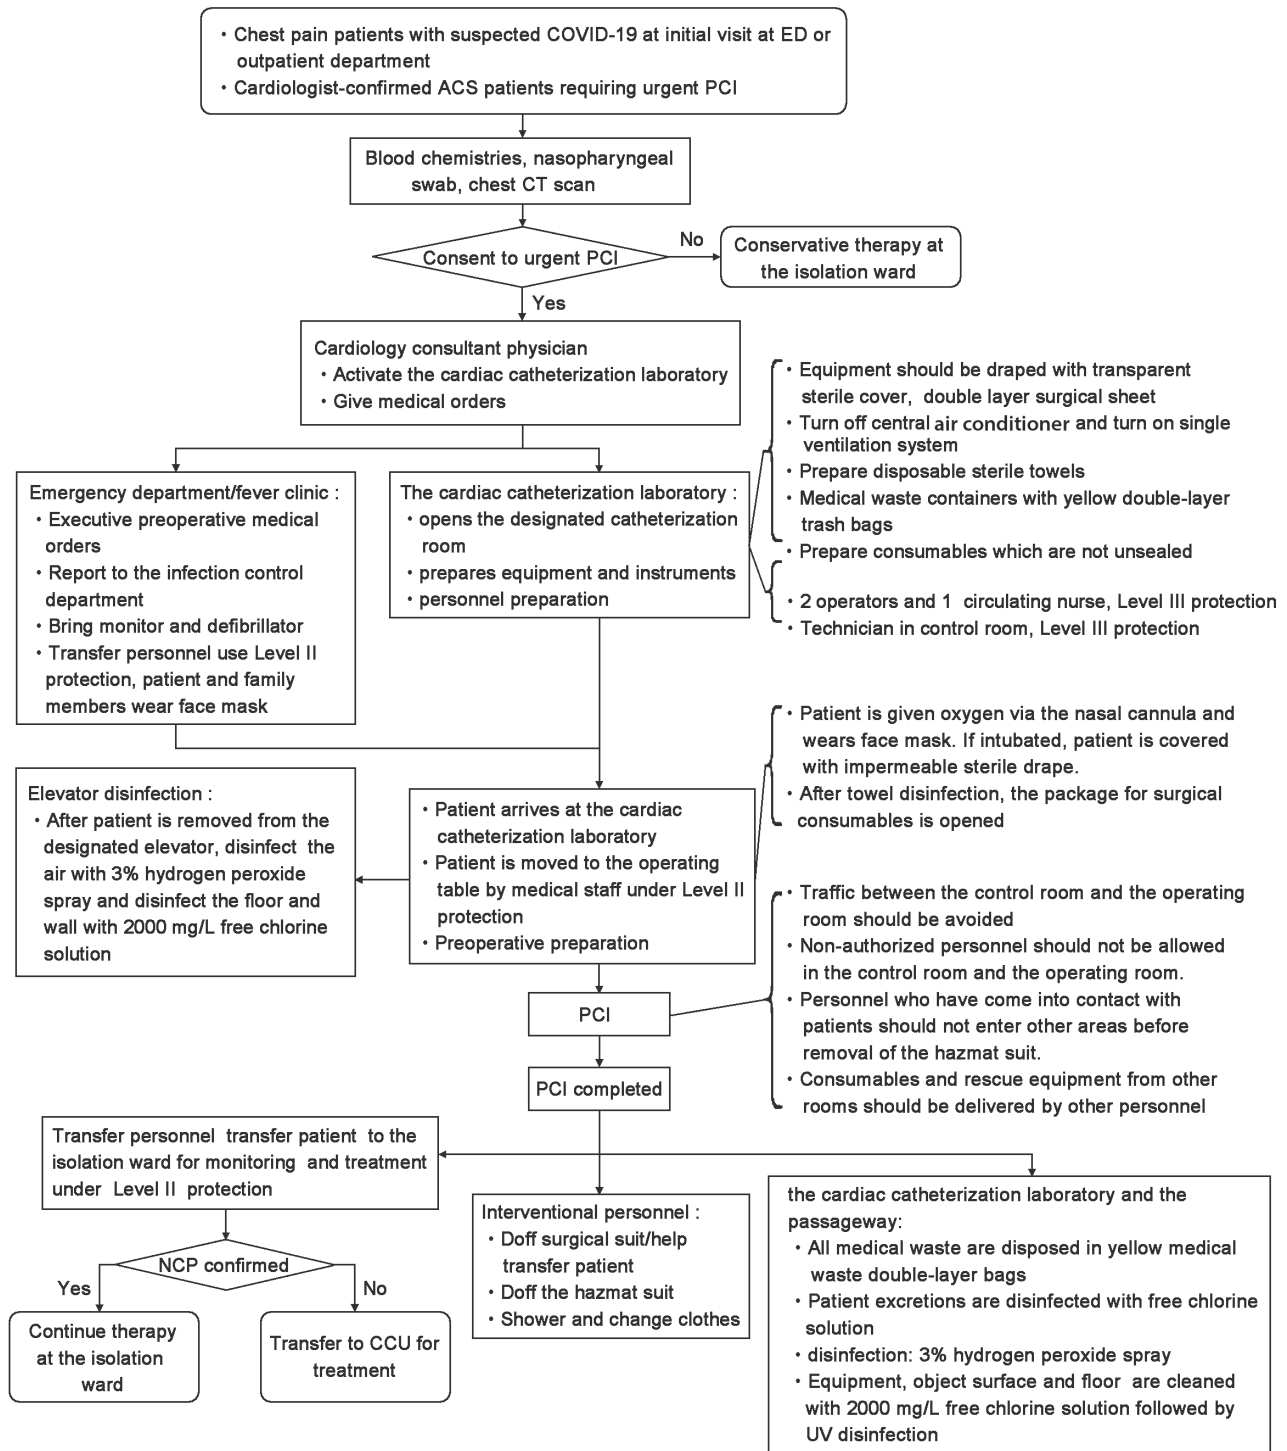 • Chest pain patients with suspected COVID-19 at initial visit at ED or
outpatient department
• Cardiologist-confirmed ACS patients requiring urgent PCI
Blood chemistries, nasopharyngeal
swab, chest CT scan
Consent to urgent PCI
No
Conservative therapy at
the isolation ward
Yes
Cardiology consultant physician
• Activate the cardiac catheterization laboratory
• Give medical orders
Emergency department/fever clinic :
• Executive preoperative medical
orders
• Report to the infection control
department
• Bring monitor and defibrillator
• Transfer personnel use Level II
protection, patient and family
members wear face mask
The cardiac catheterization laboratory :
• opens the designated catheterization
room
• prepares equipment and instruments
• personnel preparation
• Equipment should be draped with transparent
sterile cover, double layer surgical sheet
• Turn off central air conditioner and turn on single
ventilation system
• Prepare disposable sterile towels
• Medical waste containers with yellow double-layer
trash bags
• Prepare consumables which are not unsealed
• 2 operators and 1 circulating nurse, Level III protection
• Technician in control room, Level III protection
Elevator disinfection :
• After patient is removed from the
designated elevator, disinfect the
air with 3% hydrogen peroxide
spray and disinfect the floor and
wall with 2000 mg/L free chlorine
solution
• Patient arrives at the cardiac
catheterization laboratory
• Patient is moved to the operating
table by medical staff under Level II
protection
• Preoperative preparation
• Patient is given oxygen via the nasal cannula and
wears face mask. If intubated, patient is covered
with impermeable sterile drape.
• After towel disinfection, the package for surgical
consumables is opened
PCI
• Traffic between the control room and the operating
room should be avoided
• Non-authorized personnel should not be allowed
in the control room and the operating room.
• Personnel who have come into contact with
patients should not enter other areas before
removal of the hazmat suit.
• Consumables and rescue equipment from other
rooms should be delivered by other personnel
PCI completed
Transfer personnel transfer patient to the
isolation ward for monitoring and treatment
under Level II protection
NCP confirmed
Yes
No
Continue therapy
at the isolation
ward
Transfer to CCU for
treatment
Interventional personnel :
• Doff surgical suit/help
transfer patient
• Doff the hazmat suit
• Shower and change clothes
the cardiac catheterization laboratory and the
passageway:
• All medical waste are disposed in yellow medical
waste double-layer bags
• Patient excretions are disinfected with free chlorine
solution
• disinfection: 3% hydrogen peroxide spray
• Equipment, object surface and floor are cleaned
with 2000 mg/L free chlorine solution followed by
UV disinfection